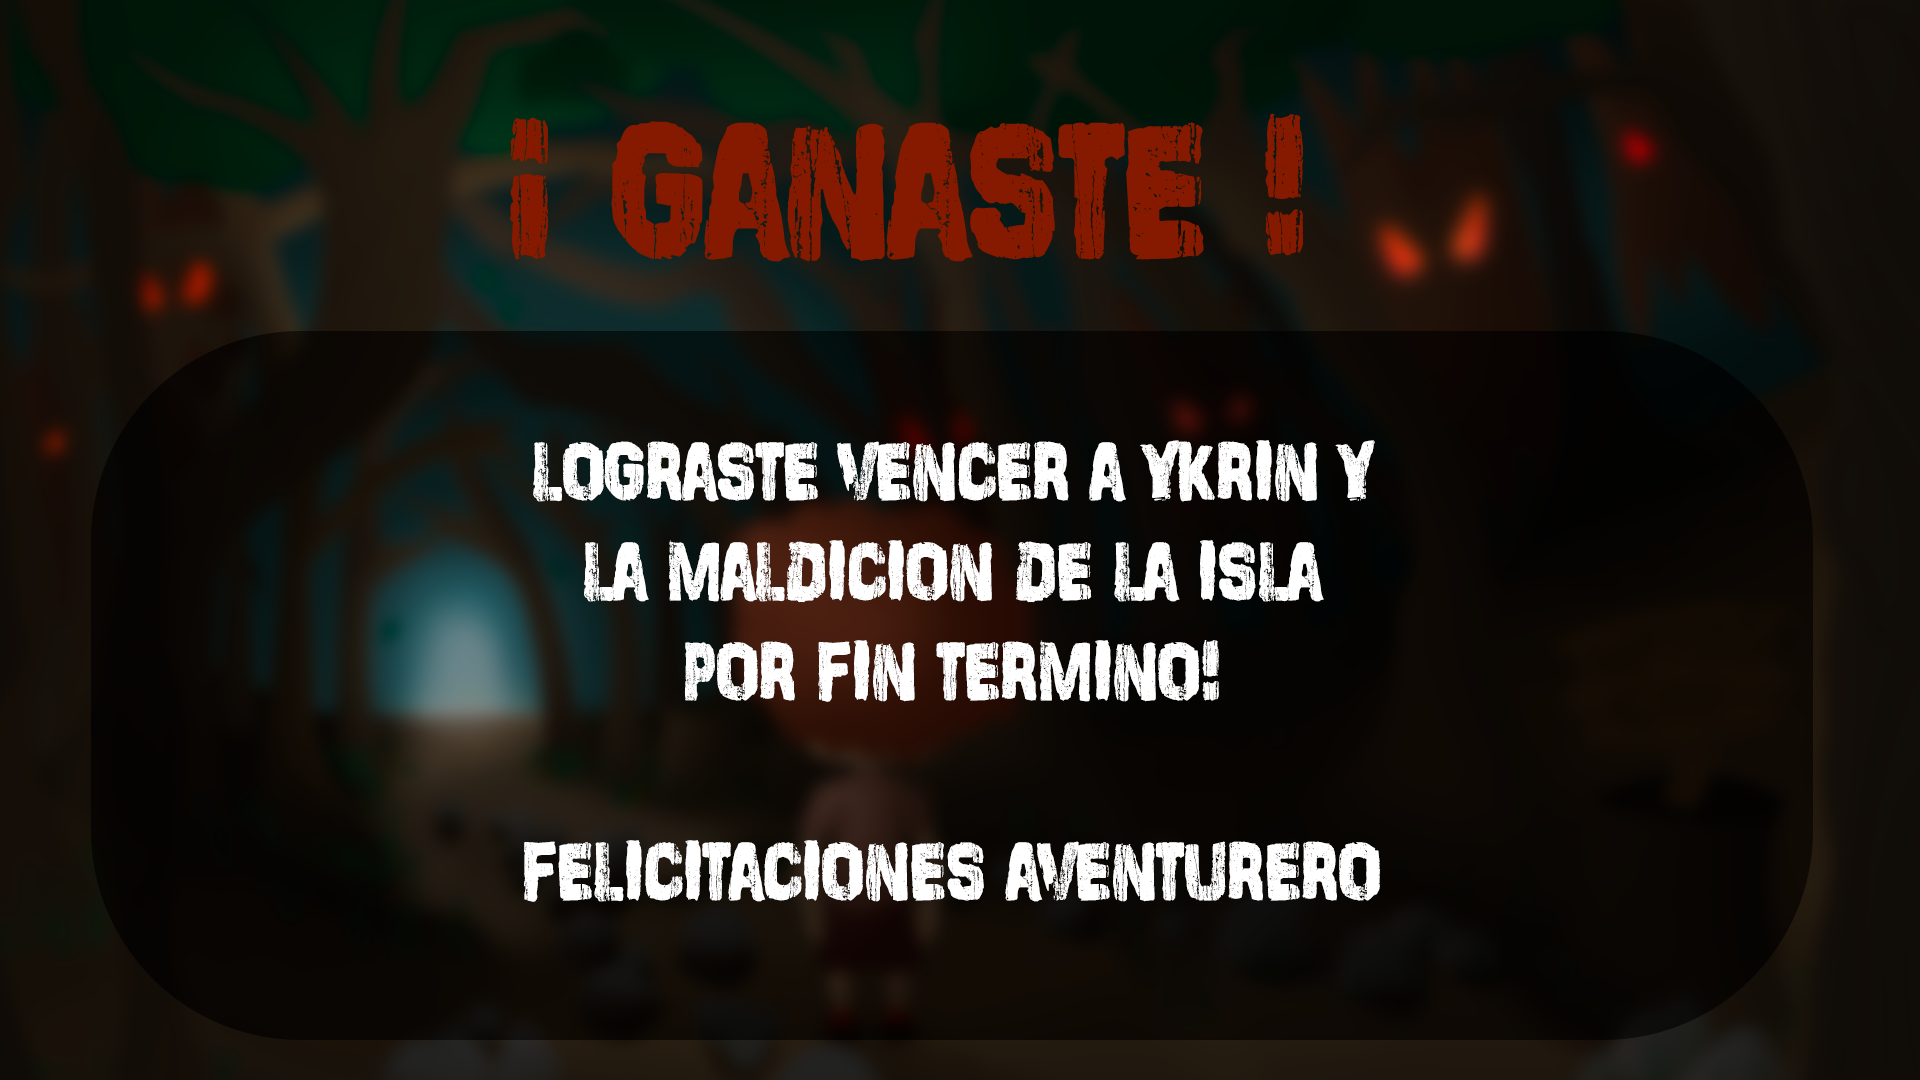 ¡ GANASTE !
LOGRASTE VENCER A YKRIN Y
LA MALDICION DE LA ISLA
POR FIN TERMINO!
FELICITACIONES AVENTURERO